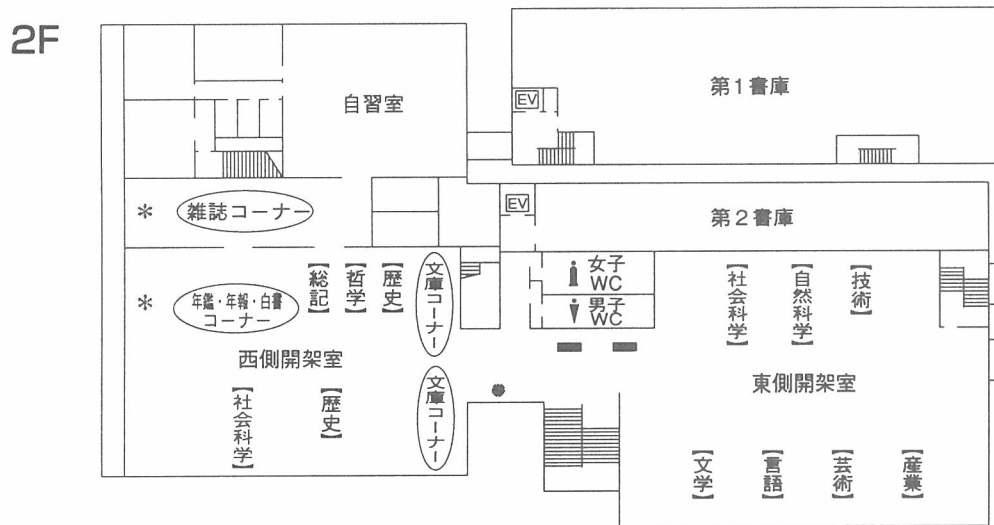 2F
自習室
EV
第1書庫
*
雑誌コーナー
EV
第2書庫
*
年鑑・年報・白書
コーナー
【総記】
【哲学】
【歴史】
文庫コーナー
女子
WC
男子
WC
【社会科学】
【自然科学】
【技術】
西側開架室
東側開架室
【社会科学】
【歴史】
文庫コーナー
【文学】
【言語】
【芸術】
【産業】